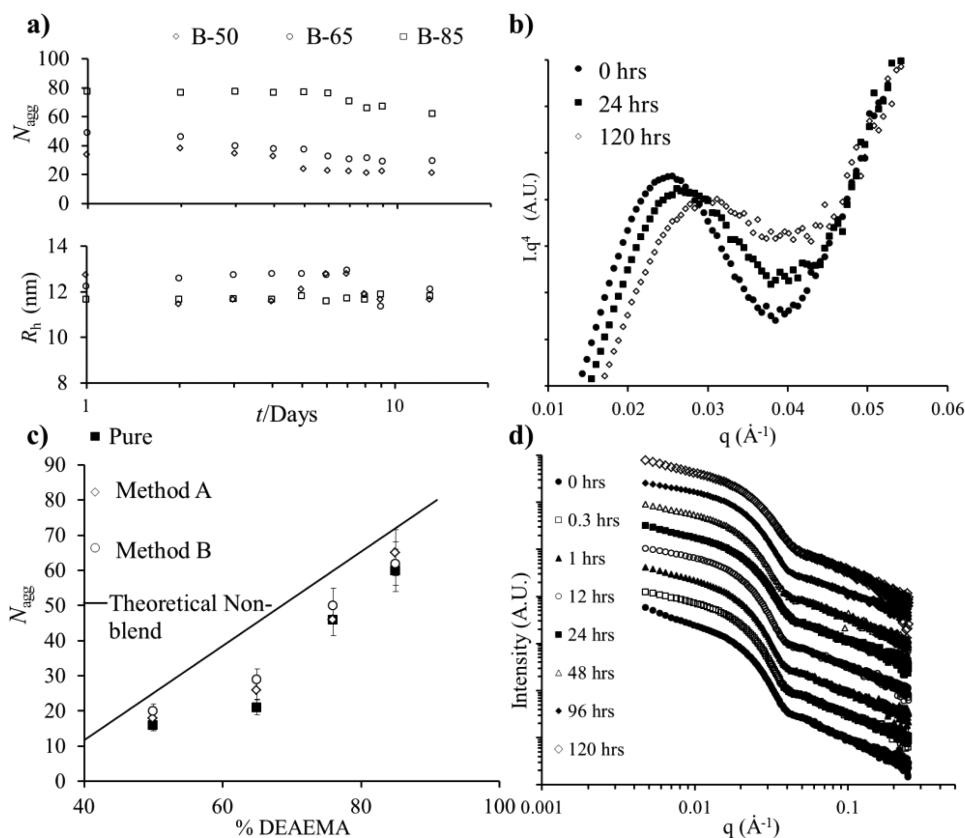 a)
◇ B-50 ○ B-65 □ B-85
100
80
60
40
20
0
N_agg
14
12
10
8
R_h (nm)
1 10
t/Days
b)
● 0 hrs
■ 24 hrs
◇ 120 hrs
I.q⁴ (A.U.)
0.01 0.02 0.03 0.04 0.05 0.06
q (Å⁻¹)
c)
■ Pure
◇ Method A
○ Method B
Theoretical Non-
blend
90
80
70
60
50
40
30
20
10
0
N_agg
40 60 80 100
% DEAEMA
d)
● 0 hrs
□ 0.3 hrs
▲ 1 hrs
○ 12 hrs
■ 24 hrs
△ 48 hrs
◆ 96 hrs
◇ 120 hrs
Intensity (A.U.)
0.001 0.01 0.1
q (Å⁻¹)